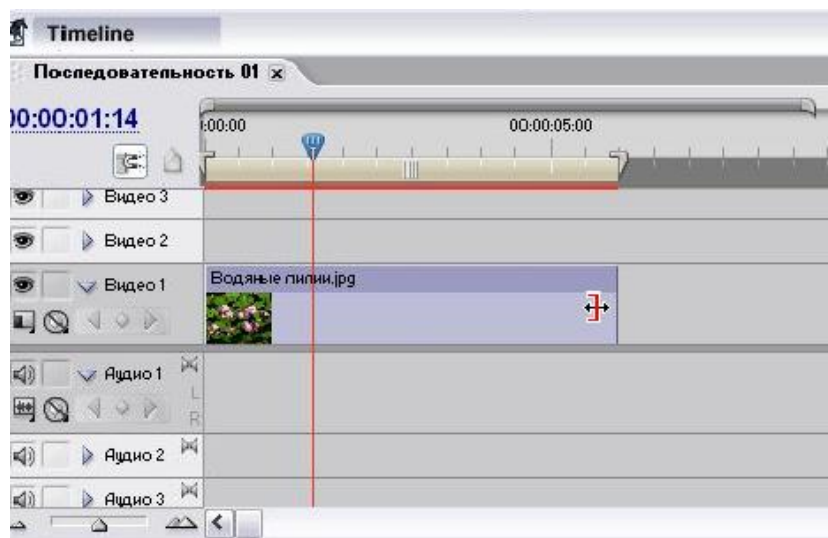 Timeline
Последовательность 01
00:00:01:14
:00:00
00:00:05:00
Видео 3
Видео 2
Видео 1
Водяные лилии.jpg
Аудио 1
L
R
Аудио 2
Аудио 3